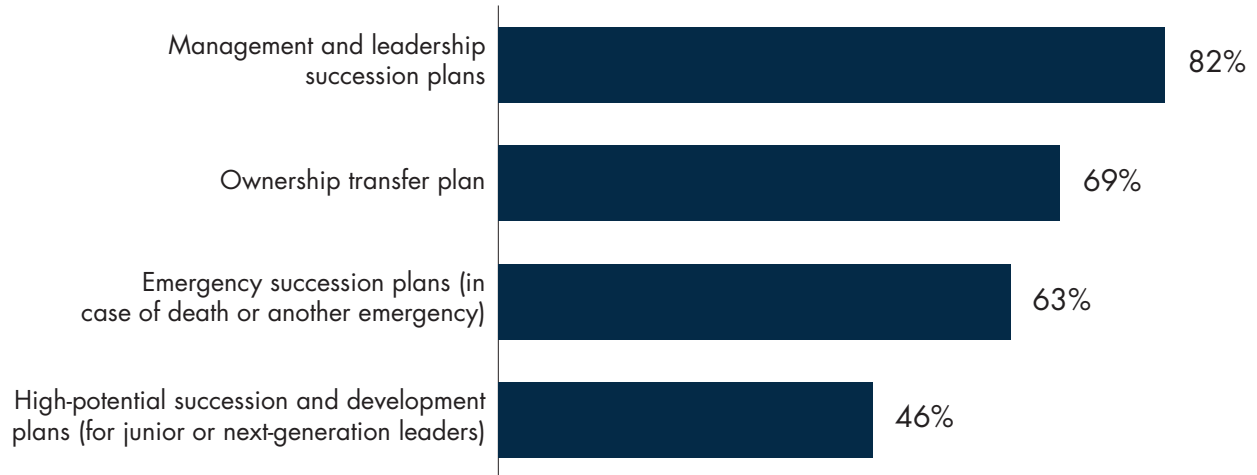 Management and leadership
succession plans
82%
Ownership transfer plan
69%
Emergency succession plans (in
case of death or another emergency)
63%
High-potential succession and development
plans (for junior or next-generation leaders)
46%